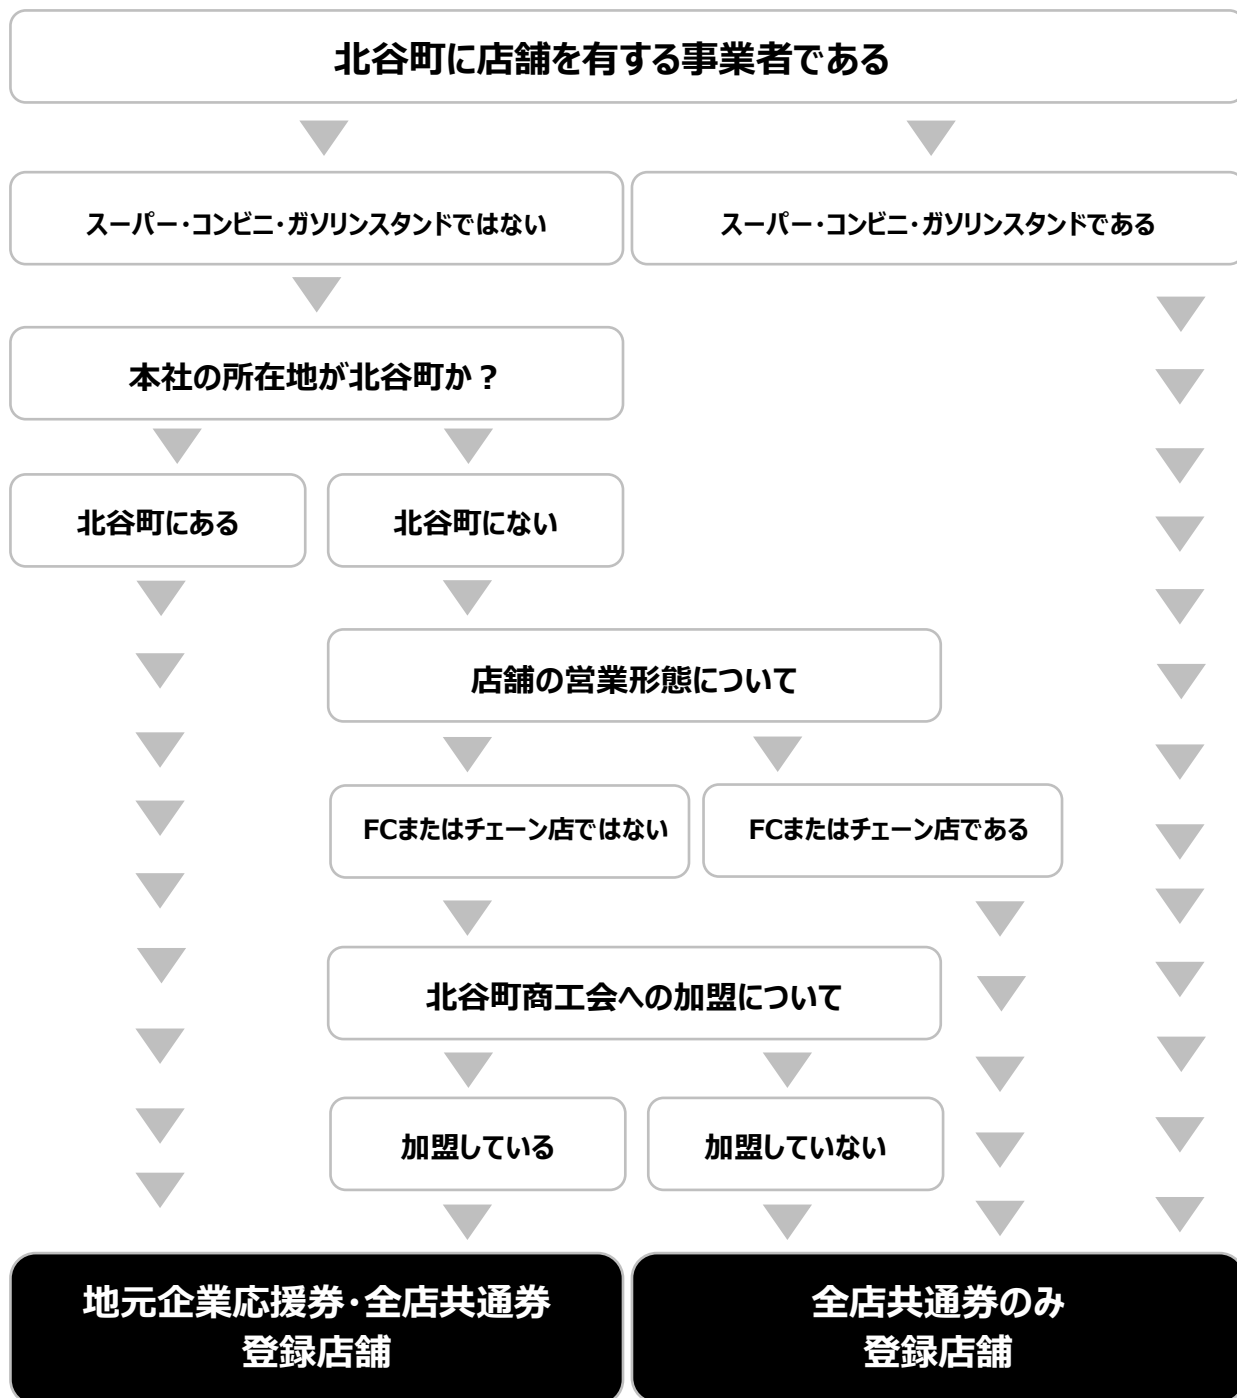 北谷町に店舗を有する事業者である
スーパー・コンビニ・ガソリンスタンドではない
スーパー・コンビニ・ガソリンスタンドである
本社の所在地が北谷町か？
北谷町にある
北谷町にない
店舗の営業形態について
FCまたはチェーン店ではない
FCまたはチェーン店である
北谷町商工会への加盟について
加盟している
加盟していない
地元企業応援券・全店共通券
登録店舗
全店共通券のみ
登録店舗